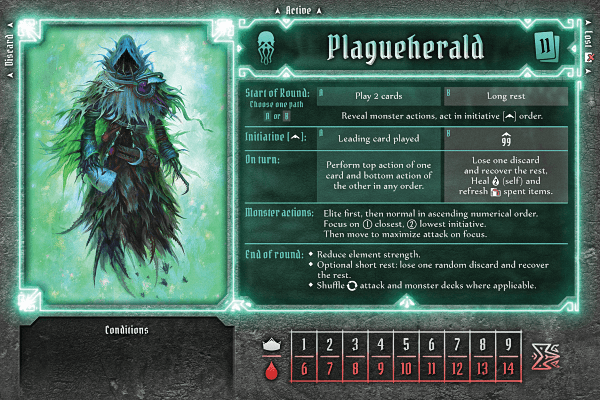 Active
Discard
Lost
Plagueherald
11
Start of Round:
Choose one path
A or B
A Play 2 cards
B Long rest
Reveal monster actions, act in initiative [ ] order.
Initiative [ ]:
A Leading card played
B 99
On turn:
Perform top action of one
card and bottom action of
the other in any order.
Lose one discard
and recover the rest,
Heal (self) and
refresh spent items.
Monster actions:
Elite first, then normal in ascending numerical order.
Focus on 1 closest, 2 lowest initiative.
Then move to maximize attack on focus.
End of round:
◆ Reduce element strength.
◆ Optional short rest: lose one random discard and recover
the rest.
◆ Shuffle attack and monster decks where applicable.
Conditions
1 2 3 4 5 6 7 8 9
6 7 8 9 10 11 12 13 14